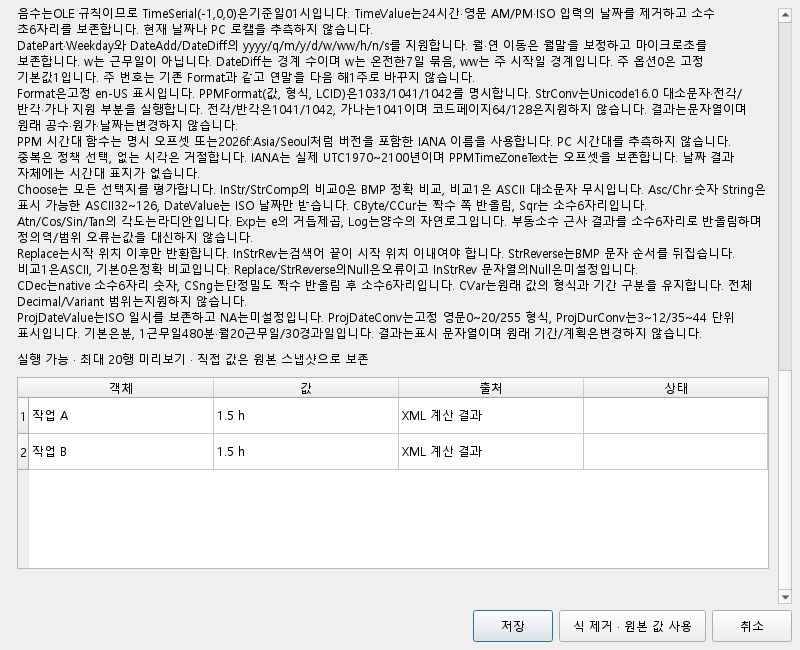 음수는OLE 규칙이므로 TimeSerial(-1,0,0)은기준일01시입니다. TimeValue는24시간·영문 AM/PM·ISO 입력의 날짜를 제거하고 소수
초6자리를 보존합니다. 현재 날짜나 PC 로캘을 추측하지 않습니다.
DatePart·Weekday와 DateAdd/DateDiff의 yyyy/q/m/y/d/w/ww/h/n/s를 지원합니다. 월·연 이동은 월말을 보정하고 마이크로초를
보존합니다. w는 근무일이 아닙니다. DateDiff는 경계 수이며 w는 온전한7일 묶음, ww는 주 시작일 경계입니다. 주 옵션0은 고정
기본값1입니다. 주 번호는 기존 Format과 같고 연말을 다음 해1주로 바꾸지 않습니다.
Format은고정 en-US 표시입니다. PPMFormat(값, 형식, LCID)은1033/1041/1042를 명시합니다. StrConv는Unicode16.0 대소문자·전각/
반각·가나 지원 부분을 실행합니다. 전각/반각은1041/1042, 가나는1041이며 코드페이지64/128은지원하지 않습니다. 결과는문자열이며
원래 공수·원가·날짜는변경하지 않습니다.
PPM 시간대 함수는 명시 오프셋 또는2026f:Asia/Seoul처럼 버전을 포함한 IANA 이름을 사용합니다. PC 시간대를 추측하지 않습니다.
중복은 정책 선택, 없는 시각은 거절합니다. IANA는 실제 UTC1970~2100년이며 PPMTimeZoneText는 오프셋을 보존합니다. 날짜 결과
자체에는 시간대 표지가 없습니다.
Choose는 모든 선택지를 평가합니다. InStr/StrComp의 비교0은 BMP 정확 비교, 비교1은 ASCII 대소문자 무시입니다. Asc/Chr·숫자 String은
표시 가능한 ASCII32~126, DateValue는 ISO 날짜만 받습니다. CByte/CCur는 짝수 쪽 반올림, Sqr는 소수6자리입니다.
Atn/Cos/Sin/Tan의 각도는라디안입니다. Exp는 e의 거듭제곱, Log는양수의 자연로그입니다. 부동소수 근사 결과를 소수6자리로 반올림하며
정의역/범위 오류는값을 대신하지 않습니다.
Replace는시작 위치 이후만 반환합니다. InStrRev는검색어 끝이 시작 위치 이내여야 합니다. StrReverse는BMP 문자 순서를 뒤집습니다.
비교1은ASCII, 기본0은정확 비교입니다. Replace/StrReverse의Null은오류이고 InStrRev 문자열의Null은미설정입니다.
CDec는native 소수6자리 숫자, CSng는단정밀도 짝수 반올림 후 소수6자리입니다. CVar는원래 값의 형식과 기간 구분을 유지합니다. 전체
Decimal/Variant 범위는지원하지 않습니다.
ProjDateValue는ISO 일시를 보존하고 NA는미설정입니다. ProjDateConv는고정 영문0~20/255 형식, ProjDurConv는3~12/35~44 단위
표시입니다. 기본은분, 1근무일480분·월20근무일/30경과일입니다. 결과는표시 문자열이며 원래 기간/계획은변경하지 않습니다.
실행 가능 · 최대 20행 미리보기 · 직접 값은 원본 스냅샷으로 보존
객체 값 출처 상태
1 작업 A 1.5 h XML 계산 결과
2 작업 B 1.5 h XML 계산 결과
저장 식 제거 · 원본 값 사용 취소